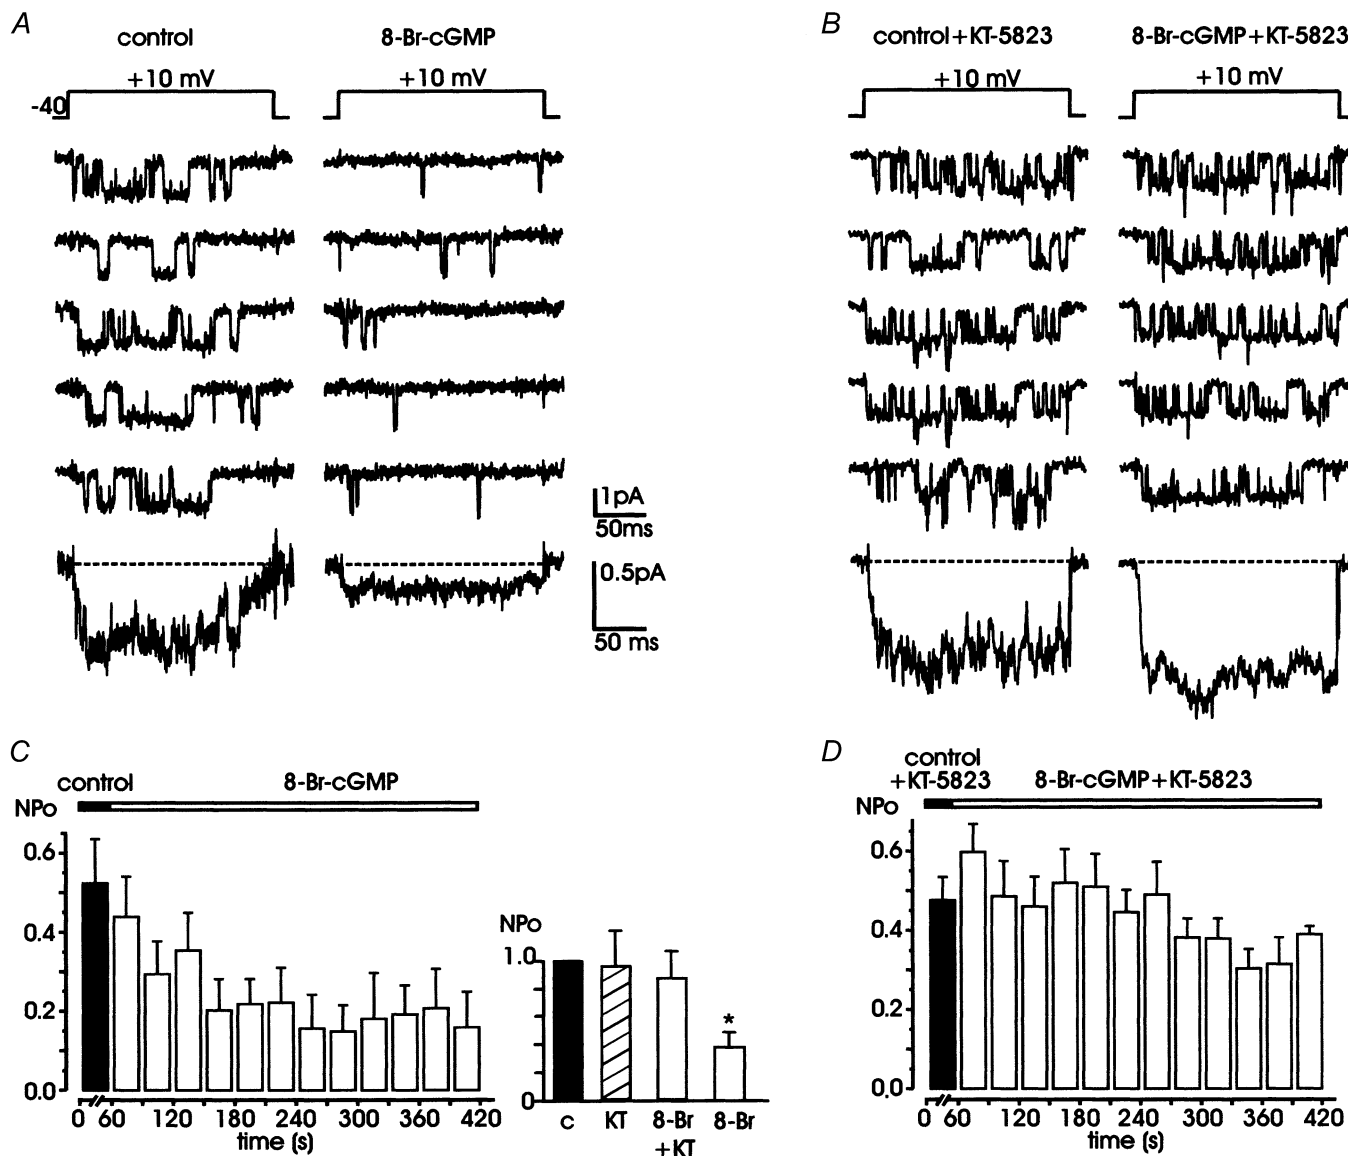 A
control
8-Br-cGMP
+10 mV
+10 mV
-40
1pA
50ms
0.5pA
50 ms
B
control+KT-5823
8-Br-cGMP+KT-5823
+10 mV
+10 mV
C
control
8-Br-cGMP
NPo
0.6
0.4
0.2
0.0
0 60 120 180 240 300 360 420
time (s)
NPo
1.0
0
c KT 8-Br 8-Br
+KT
*
D
control
+KT-5823
8-Br-cGMP+KT-5823
NPo
0.6
0.4
0.2
0.0
0 60 120 180 240 300 360 420
time (s)